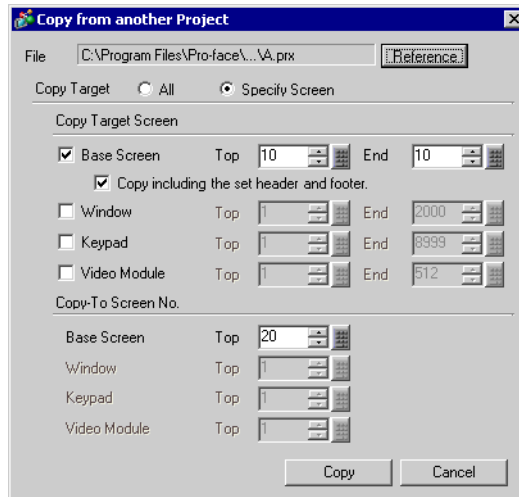 Copy from another Project
File C:\Program Files\Pro-face\...\A.prx Reference
Copy Target All Specify Screen
Copy Target Screen
Base Screen Top 10 End 10
Copy including the set header and footer.
Window Top 1 End 2000
Keypad Top 1 End 8999
Video Module Top 1 End 512
Copy-To Screen No.
Base Screen Top 20
Window Top 1
Keypad Top 1
Video Module Top 1
Copy Cancel